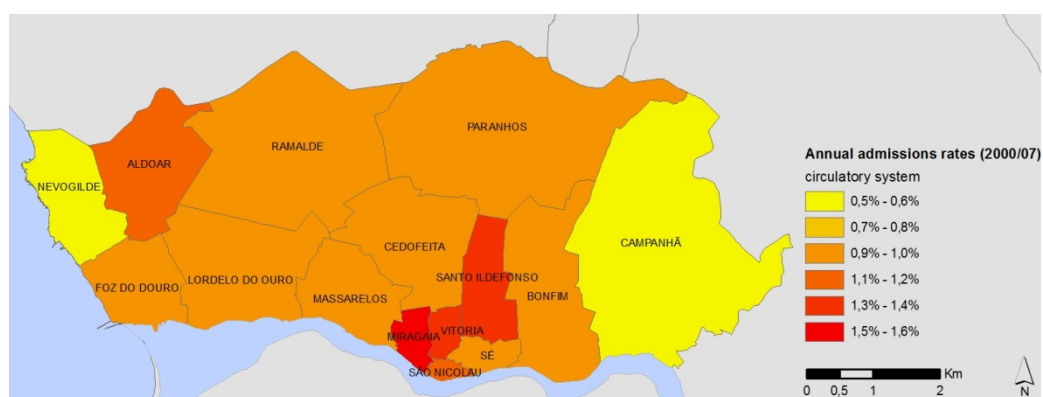 PARANHOS
RAMALDE
ALDOAR
NEVOGILDE
CAMPANHÃ
CEDOFEITA
SANTO ILDEFONSO
LORDELO DO OURO
FOZ DO DOURO
MASSARELOS
BONFIM
MIRAGAIA
VITORIA
SÉ
SAO NICOLAU
Annual admissions rates (2000/07)
circulatory system
0,5% - 0,6%
0,7% - 0,8%
0,9% - 1,0%
1,1% - 1,2%
1,3% - 1,4%
1,5% - 1,6%
Km
0 0,5 1 2
N